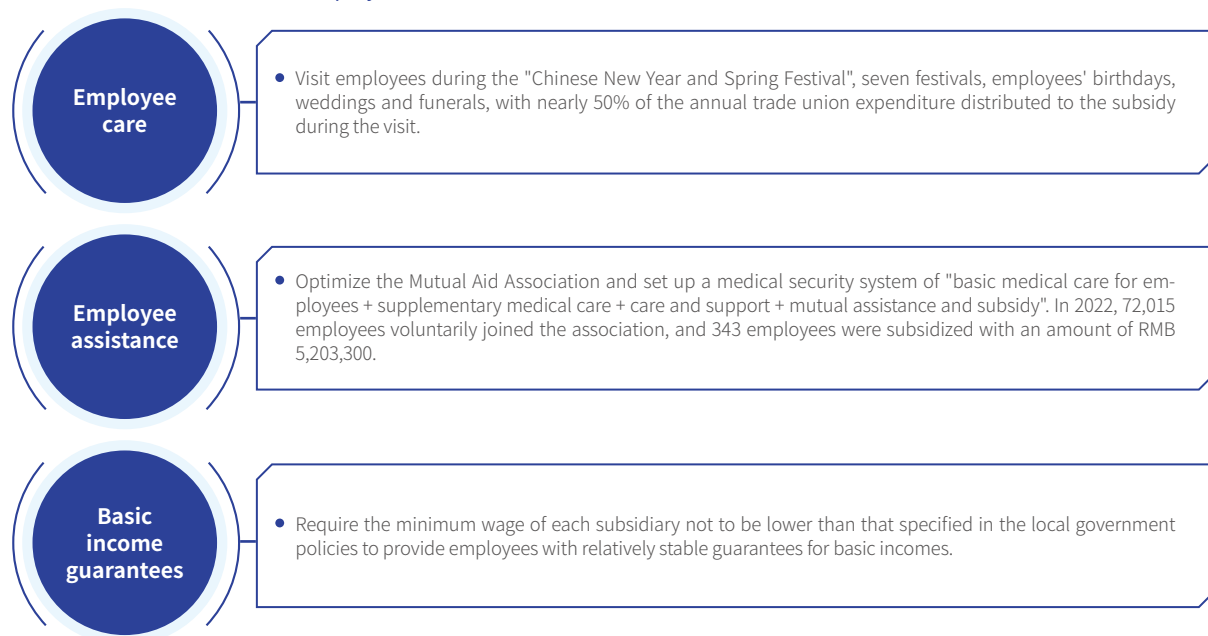 Employee
care
● Visit employees during the "Chinese New Year and Spring Festival", seven festivals, employees' birthdays,
weddings and funerals, with nearly 50% of the annual trade union expenditure distributed to the subsidy
during the visit.
Employee
assistance
● Optimize the Mutual Aid Association and set up a medical security system of "basic medical care for em-
ployees + supplementary medical care + care and support + mutual assistance and subsidy". In 2022, 72,015
employees voluntarily joined the association, and 343 employees were subsidized with an amount of RMB
5,203,300.
Basic
income
guarantees
● Require the minimum wage of each subsidiary not to be lower than that specified in the local government
policies to provide employees with relatively stable guarantees for basic incomes.